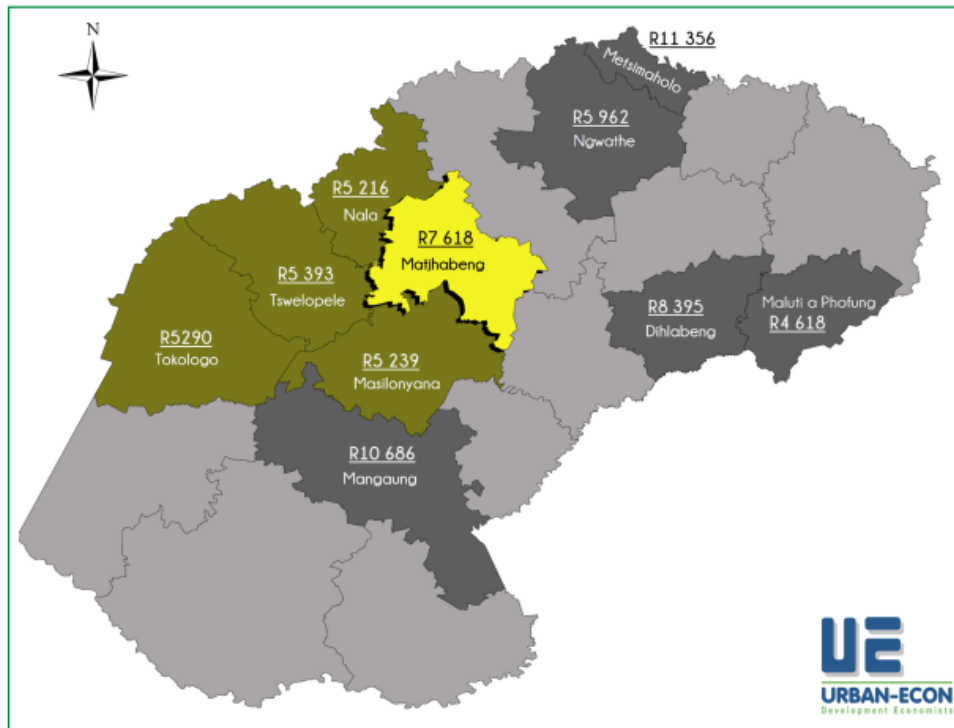 N
R11 356
Metsimaholo
R5 962
Ngwathe
R5 216
Nala
R7 618
Matjhabeng
R5 393
Tswelopele
R5290
Tokologo
R5 239
Masilonyana
R8 395
Dihlabeng
Maluti a Phofung
R4 618
R10 686
Mangaung
UE
URBAN-ECON
Development Economists